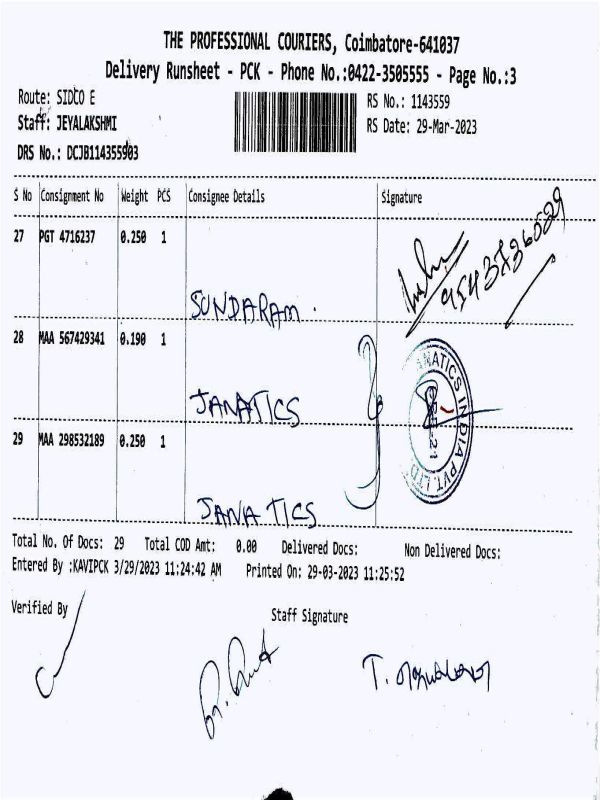 THE PROFESSIONAL COURIERS, Coimbatore-641037
Delivery Runsheet - PCK - Phone No.:0422-3505555 - Page No.:3
Route: SIDCO E
RS No.: 1143559
Staff: JEYALAKSHMI
RS Date: 29-Mar-2023
DRS No.: DCJB114355903
S No Consignment No Weight PCS Consignee Details Signature
27 PGT 4716237 0.250 1
SUNDARAM.
28 MAA 567429341 0.190 1
JANATICS
JANATICS INDIA PVT. LTD.
29 MAA 298532189 0.250 1
JANATICS
Total No. Of Docs: 29 Total COD Amt: 0.00 Delivered Docs: Non Delivered Docs:
Entered By :KAVIPCK 3/29/2023 11:24:42 AM Printed On: 29-03-2023 11:25:52
Verified By
Staff Signature